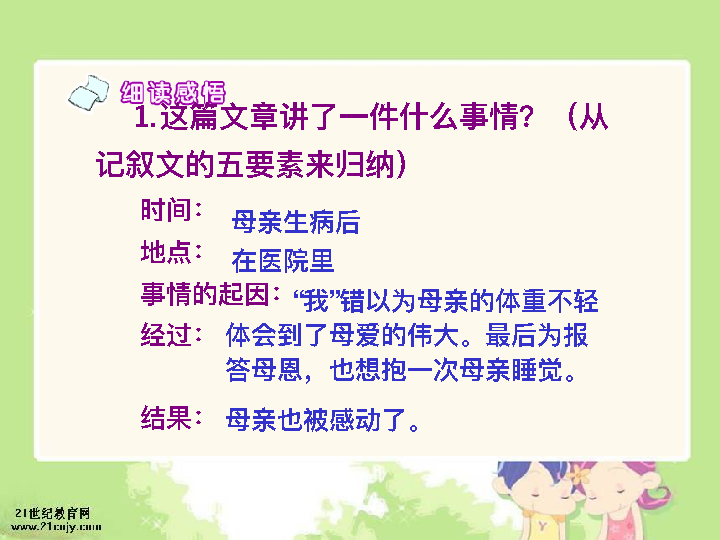 细读感悟
1.这篇文章讲了一件什么事情？（从
记叙文的五要素来归纳）
时间： 母亲生病后
地点： 在医院里
事情的起因：“我”错以为母亲的体重不轻
经过： 体会到了母爱的伟大。最后为报
答母恩，也想抱一次母亲睡觉。
结果： 母亲也被感动了。
21世纪教育网
www.21cnjy.com